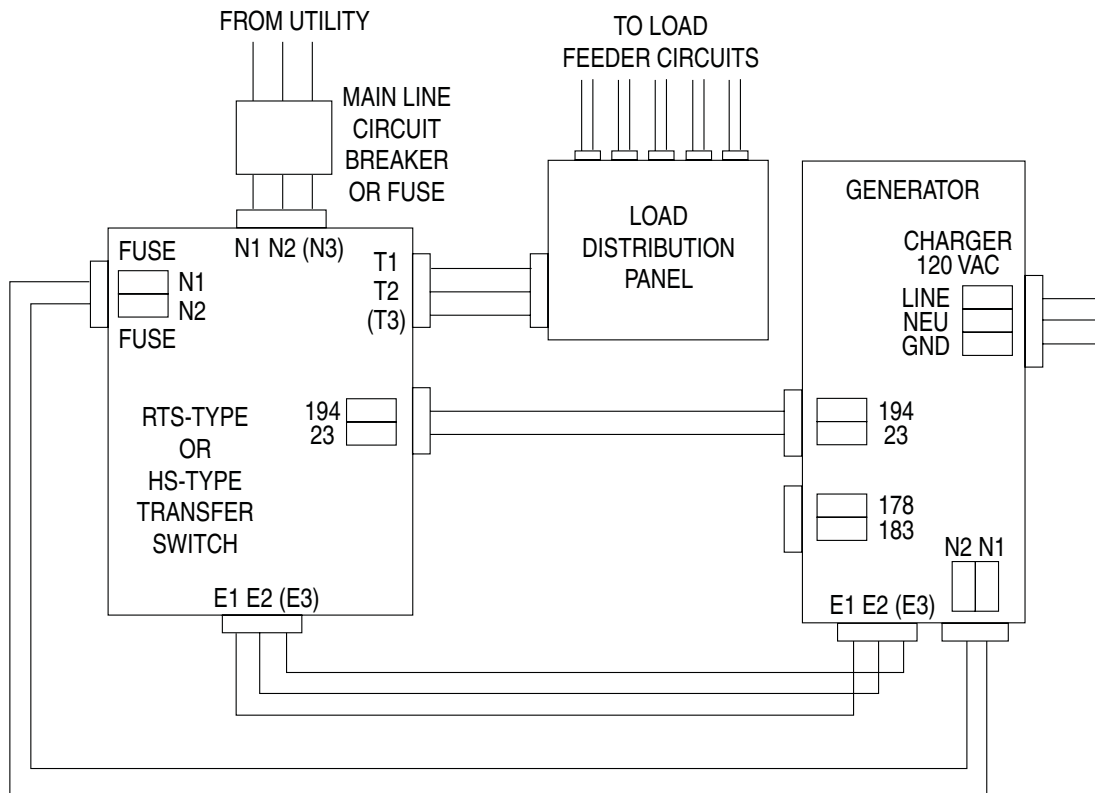 FROM UTILITY
TO LOAD
FEEDER CIRCUITS
MAIN LINE
CIRCUIT
BREAKER
OR FUSE
N1 N2 (N3)
FUSE
N1
N2
FUSE
T1
T2
(T3)
LOAD
DISTRIBUTION
PANEL
GENERATOR
CHARGER
120 VAC
LINE
NEU
GND
194
23
RTS-TYPE
OR
HS-TYPE
TRANSFER
SWITCH
194
23
178
183
N2 N1
E1 E2 (E3)
E1 E2 (E3)